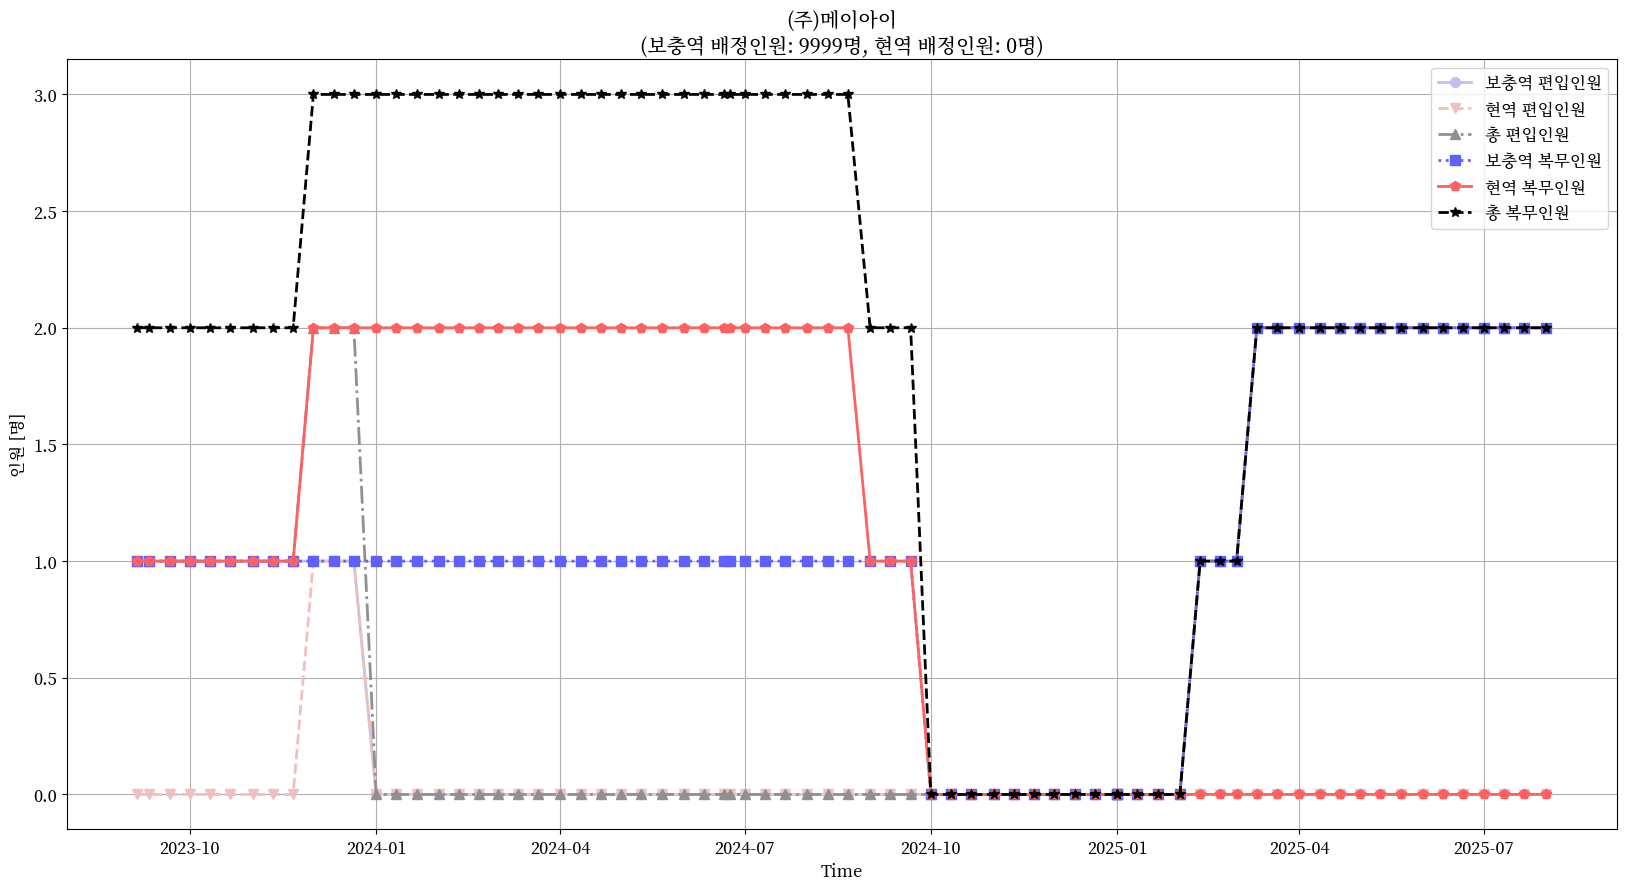 (주)메이아이
(보충역 배정인원: 9999명, 현역 배정인원: 0명)
보충역 편입인원
현역 편입인원
총 편입인원
보충역 복무인원
현역 복무인원
총 복무인원
인원 [명]
3.0
2.5
2.0
1.5
1.0
0.5
0.0
2023-10
2024-01
2024-04
2024-07
2024-10
2025-01
2025-04
2025-07
Time